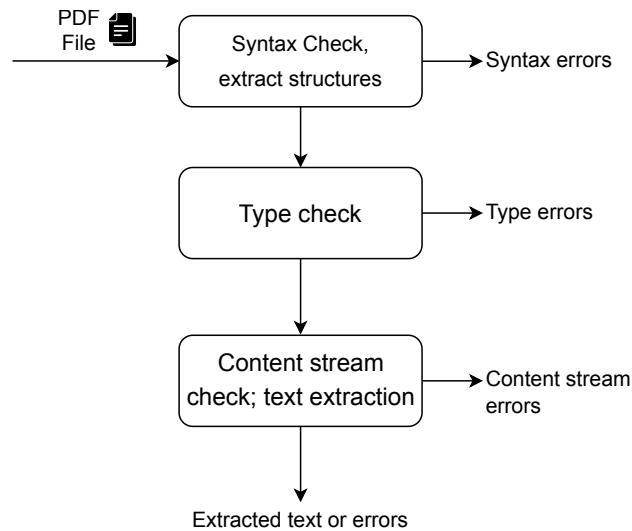 PDF
File
Syntax Check,
extract structures
Syntax errors
Type check
Type errors
Content stream
check; text extraction
Content stream
errors
Extracted text or errors